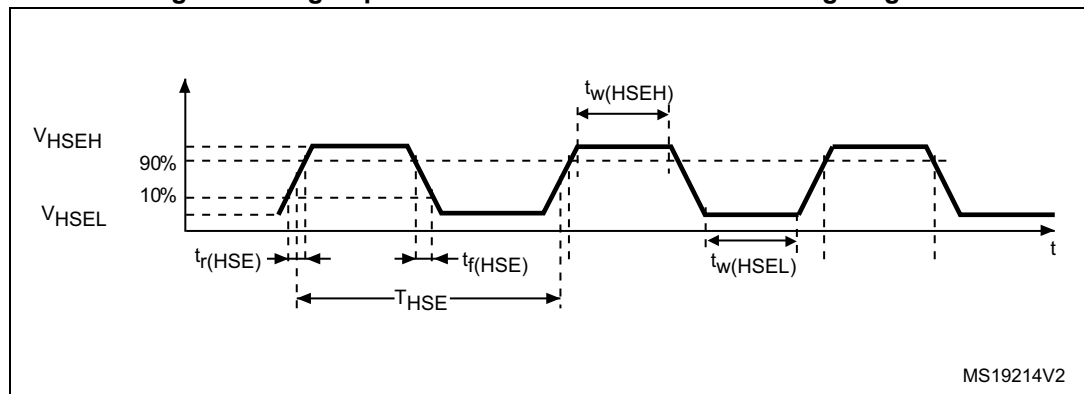 tw(HSEH)
VHSEH
90%
10%
VHSEL
tr(HSE)
tf(HSE)
tw(HSEL)
t
THSE
MS19214V2